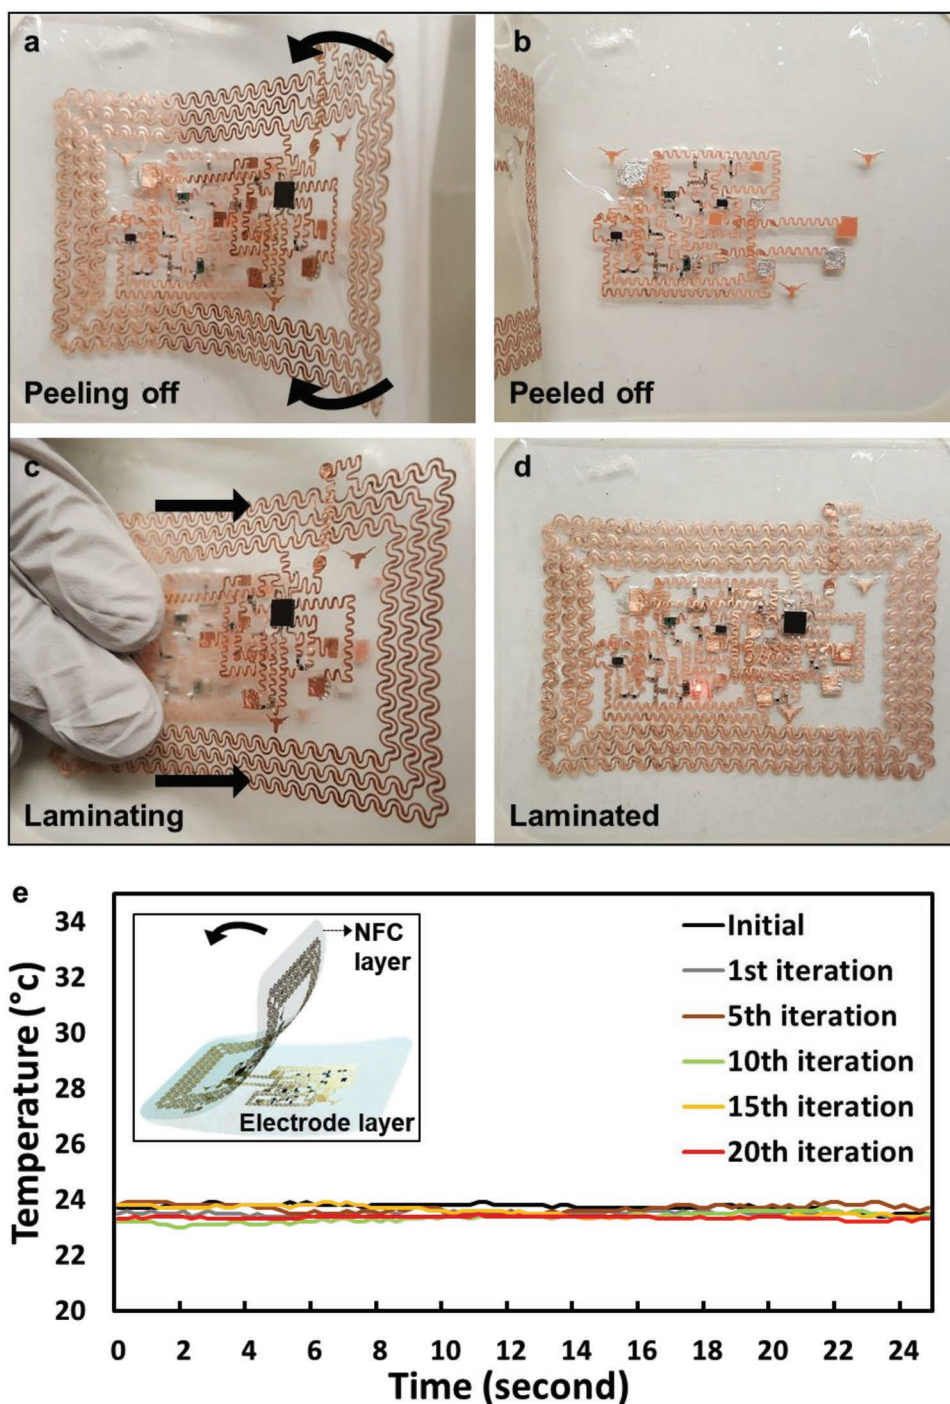 a
b
Peeling off
Peeled off
c
d
Laminating
Laminated
e
Temperature (°c)
34
32
30
28
26
24
22
20
NFC
layer
Electrode layer
Initial
1st iteration
5th iteration
10th iteration
15th iteration
20th iteration
0 2 4 6 8 10 12 14 16 18 20 22 24
Time (second)